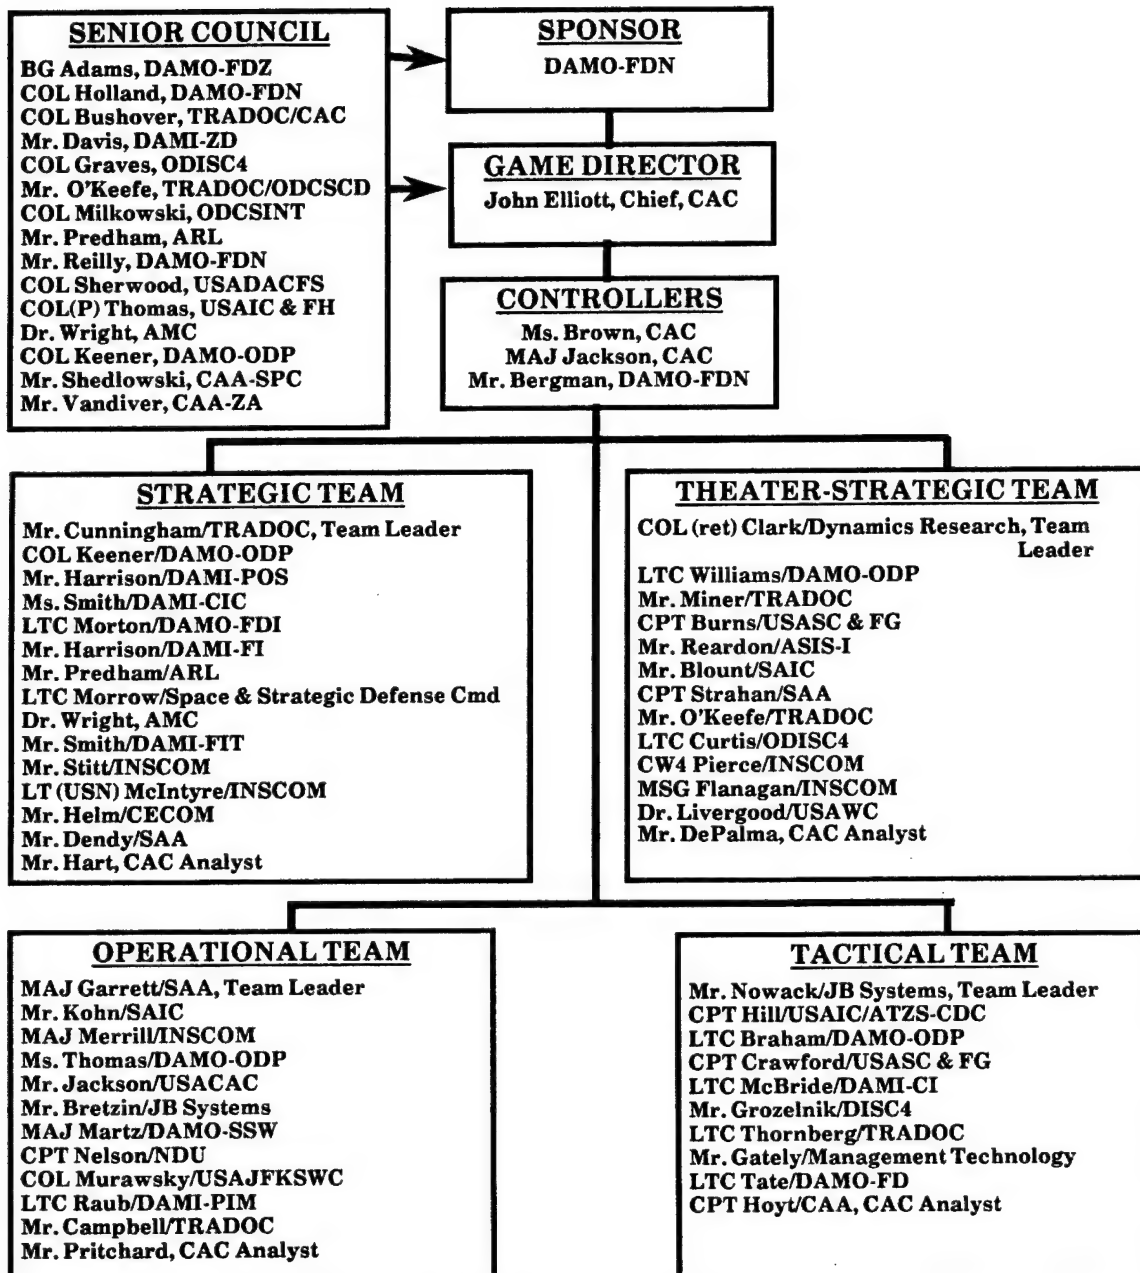 SENIOR COUNCIL
BG Adams, DAMO-FDZ
COL Holland, DAMO-FDN
COL Bushover, TRADOC/CAC
Mr. Davis, DAMI-ZD
COL Graves, ODISC4
Mr. O'Keefe, TRADOC/ODCSCD
COL Milkowski, ODCSINT
Mr. Predham, ARL
Mr. Reilly, DAMO-FDN
COL Sherwood, USADACFS
COL(P) Thomas, USAIC & FH
Dr. Wright, AMC
COL Keener, DAMO-ODP
Mr. Shedlowski, CAA-SPC
Mr. Vandiver, CAA-ZA
SPONSOR
DAMO-FDN
GAME DIRECTOR
John Elliott, Chief, CAC
CONTROLLERS
Ms. Brown, CAC
MAJ Jackson, CAC
Mr. Bergman, DAMO-FDN
STRATEGIC TEAM
Mr. Cunningham/TRADOC, Team Leader
COL Keener/DAMO-ODP
Mr. Harrison/DAMI-POS
Ms. Smith/DAMI-CIC
LTC Morton/DAMO-FDI
Mr. Harrison/DAMI-FI
Mr. Predham/ARL
LTC Morrow/Space & Strategic Defense Cmd
Dr. Wright, AMC
Mr. Smith/DAMI-FIT
Mr. Stitt/INSCOM
LT (USN) McIntyre/INSCOM
Mr. Helm/CECOM
Mr. Dendy/SAA
Mr. Hart, CAC Analyst
THEATER-STRATEGIC TEAM
COL (ret) Clark/Dynamics Research, Team
Leader
LTC Williams/DAMO-ODP
Mr. Miner/TRADOC
CPT Burns/USASC & FG
Mr. Reardon/ASIS-I
Mr. Blount/SAIC
CPT Strahan/SAA
Mr. O'Keefe/TRADOC
LTC Curtis/ODISC4
CW4 Pierce/INSCOM
MSG Flanagan/INSCOM
Dr. Livergood/USAWC
Mr. DePalma, CAC Analyst
OPERATIONAL TEAM
MAJ Garrett/SAA, Team Leader
Mr. Kohn/SAIC
MAJ Merrill/INSCOM
Ms. Thomas/DAMO-ODP
Mr. Jackson/USACAC
Mr. Bretzin/JB Systems
MAJ Martz/DAMO-SSW
CPT Nelson/NDU
COL Murawsky/USAJFKSWC
LTC Raub/DAMI-PIM
Mr. Campbell/TRADOC
Mr. Pritchard, CAC Analyst
TACTICAL TEAM
Mr. Nowack/JB Systems, Team Leader
CPT Hill/USAIC/ATZS-CDC
LTC Braham/DAMO-ODP
CPT Crawford/USASC & FG
LTC McBride/DAMI-CI
Mr. Grozelnik/DISC4
LTC Thornberg/TRADOC
Mr. Gately/Management Technology
LTC Tate/DAMO-FD
CPT Hoyt/CAA, CAC Analyst